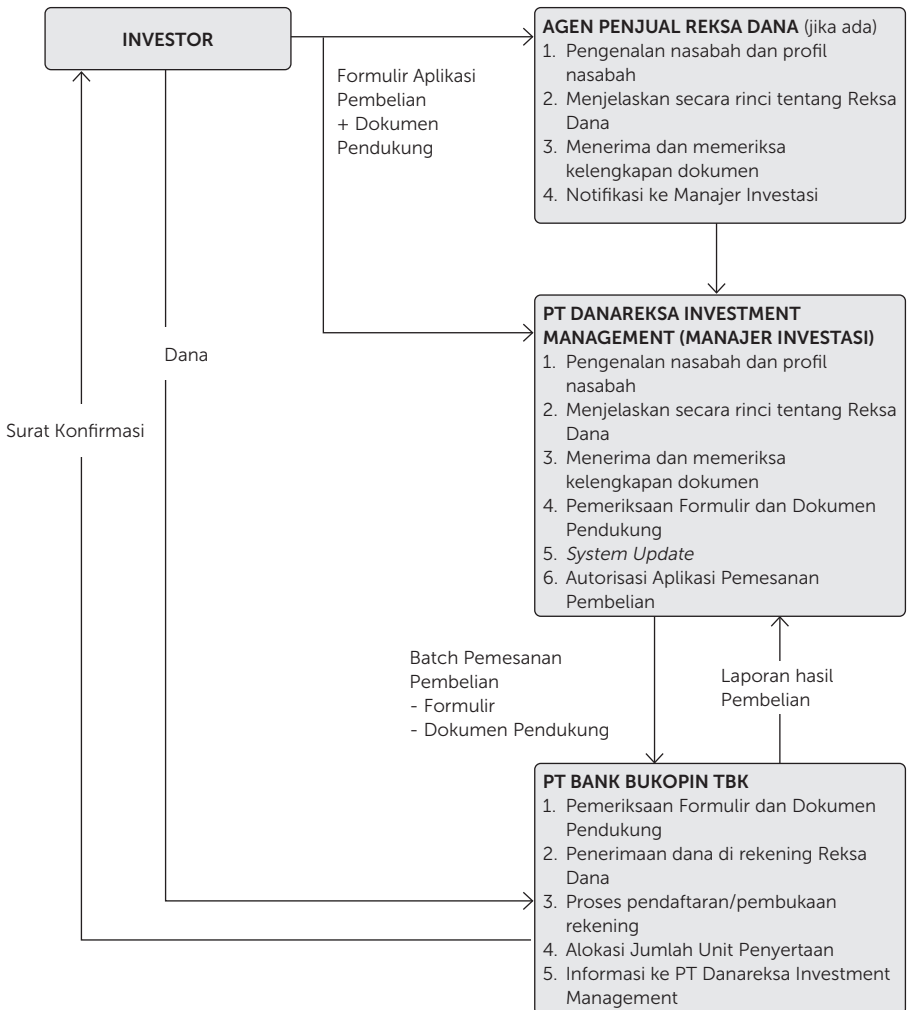 INVESTOR
Formulir Aplikasi
Pembelian
+ Dokumen
Pendukung
AGEN PENJUAL REKSA DANA (jika ada)
1. Pengenalan nasabah dan profil
nasabah
2. Menjelaskan secara rinci tentang Reksa
Dana
3. Menerima dan memeriksa
kelengkapan dokumen
4. Notifikasi ke Manajer Investasi
PT DANAREKSA INVESTMENT
MANAGEMENT (MANAJER INVESTASI)
1. Pengenalan nasabah dan profil
nasabah
2. Menjelaskan secara rinci tentang Reksa
Dana
3. Menerima dan memeriksa
kelengkapan dokumen
4. Pemeriksaan Formulir dan Dokumen
Pendukung
5. System Update
6. Autorisasi Aplikasi Pemesanan
Pembelian
Dana
Surat Konfirmasi
Batch Pemesanan
Pembelian
- Formulir
- Dokumen Pendukung
Laporan hasil
Pembelian
PT BANK BUKOPIN TBK
1. Pemeriksaan Formulir dan Dokumen
Pendukung
2. Penerimaan dana di rekening Reksa
Dana
3. Proses pendaftaran/pembukaan
rekening
4. Alokasi Jumlah Unit Penyertaan
5. Informasi ke PT Danareksa Investment
Management